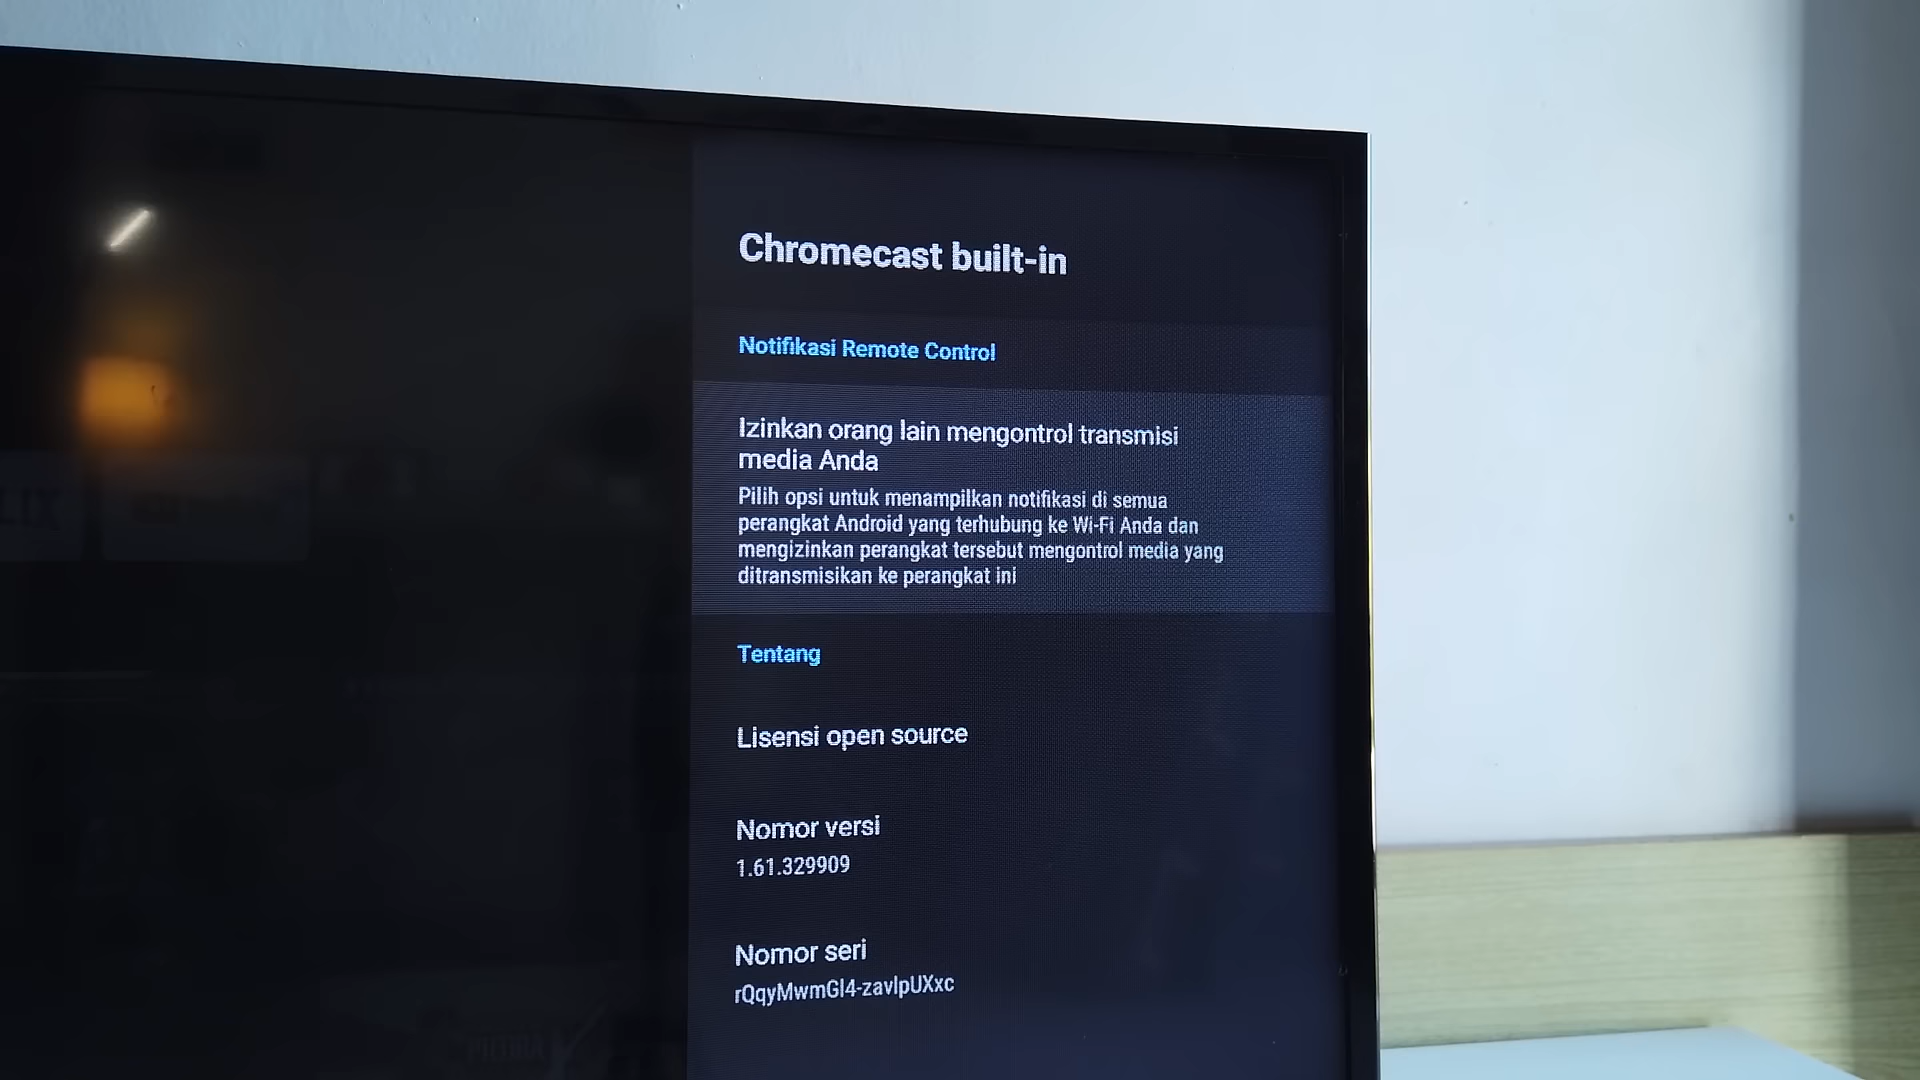 Chromecast built-in
Notifikasi Remote Control
Izinkan orang lain mengontrol transmisi
media Anda
Pilih opsi untuk menampilkan notifikasi di semua
perangkat Android yang terhubung ke Wi-Fi Anda dan
mengizinkan perangkat tersebut mengontrol media yang
ditransmisikan ke perangkat ini
Tentang
Lisensi open source
Nomor versi
1.61.329909
Nomor seri
rQqyMwmGl4-zavlpUXxc